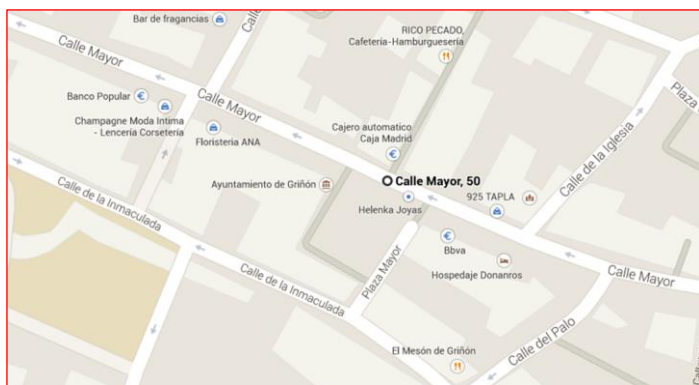 Bar de fragancias
RICO PECADO,
Cafetería-Hamburguesería
Calle Mayor
Plaza
Banco Popular
Calle Mayor
Champagne Moda Intima
- Lencería Corsetería
Floristeria ANA
Cajero automatico
Caja Madrid
Calle de la Iglesia
Calle de la Inmaculada
Ayuntamiento de Griñón
Calle Mayor, 50
925 TAPLA
Helenka Joyas
Bbva
Plaza Mayor
Hospedaje Donanros
Calle Mayor
Calle de la Inmaculada
Calle del Palo
El Mesón de Griñón